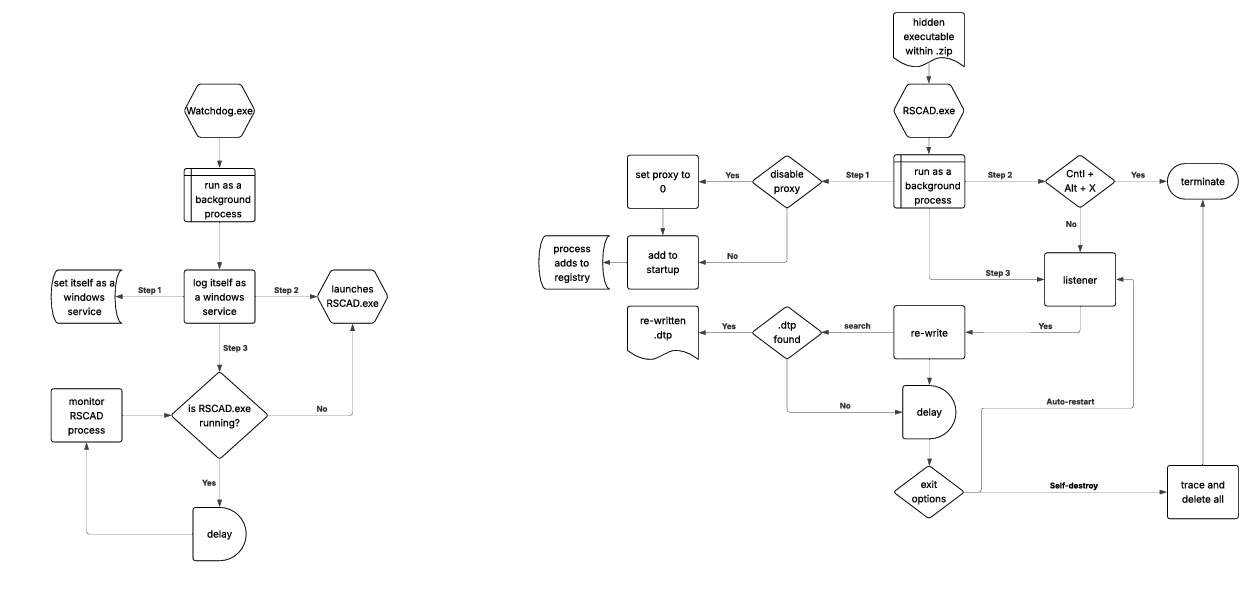 Watchdog.exe
run as a
background
process
set itself as a
windows
service
Step 1
log itself as
a windows
service
Step 2
launches
RSCAD.exe
Step 3
monitor
RSCAD
process
is RSCAD.exe
running?
No
Yes
delay
hidden
executable
within .zip
RSCAD.exe
set proxy to
0
Yes
disable
proxy
Step 1
run as a
background
process
Step 2
Cntl +
Alt + X
Yes
terminate
No
process
adds to
registry
add to
startup
No
Step 3
listener
re-written
.dtp
Yes
.dtp
found
search
re-write
Yes
No
delay
Auto-restart
exit
options
Self-destroy
trace and
delete all